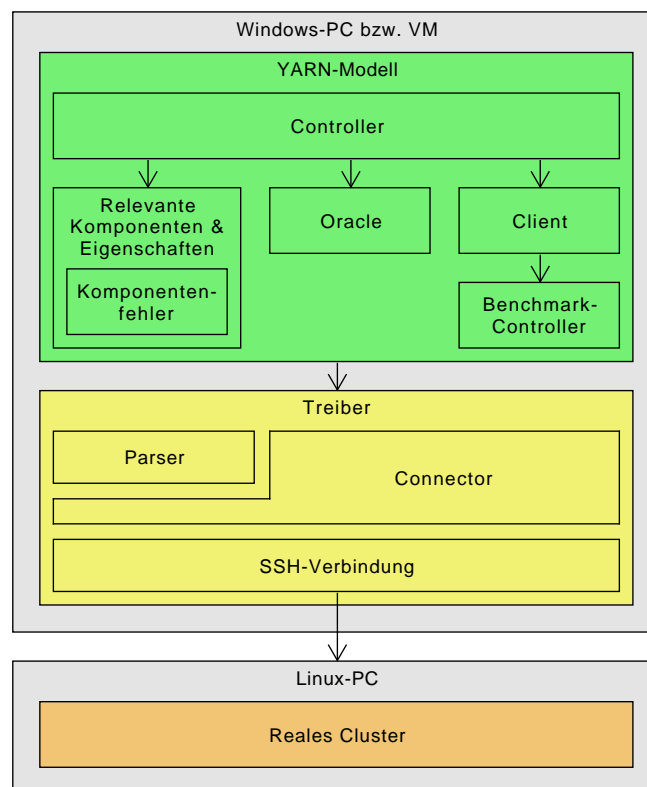 Windows-PC bzw. VM
YARN-Modell
Controller
Relevante
Komponenten &
Eigenschaften
Komponenten-
fehler
Oracle
Client
Benchmark-
Controller
Treiber
Parser
Connector
SSH-Verbindung
Linux-PC
Reales Cluster